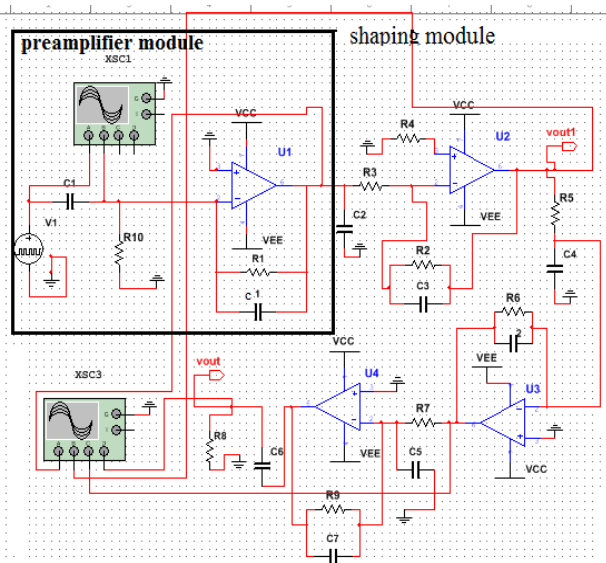 preamplifier module
shaping module
XSC1
G
T
A B C D
VCC
U1
VCC
U2
R4
vout1
C1
R3
R5
V1
R10
C2
VEE
VEE
R1
R2
C4
C 1
C3
R6
2
vout
VCC
U4
VEE
U3
XSC3
G
T
A B C D
R7
R8
C6
VEE
C5
VCC
R9
C7